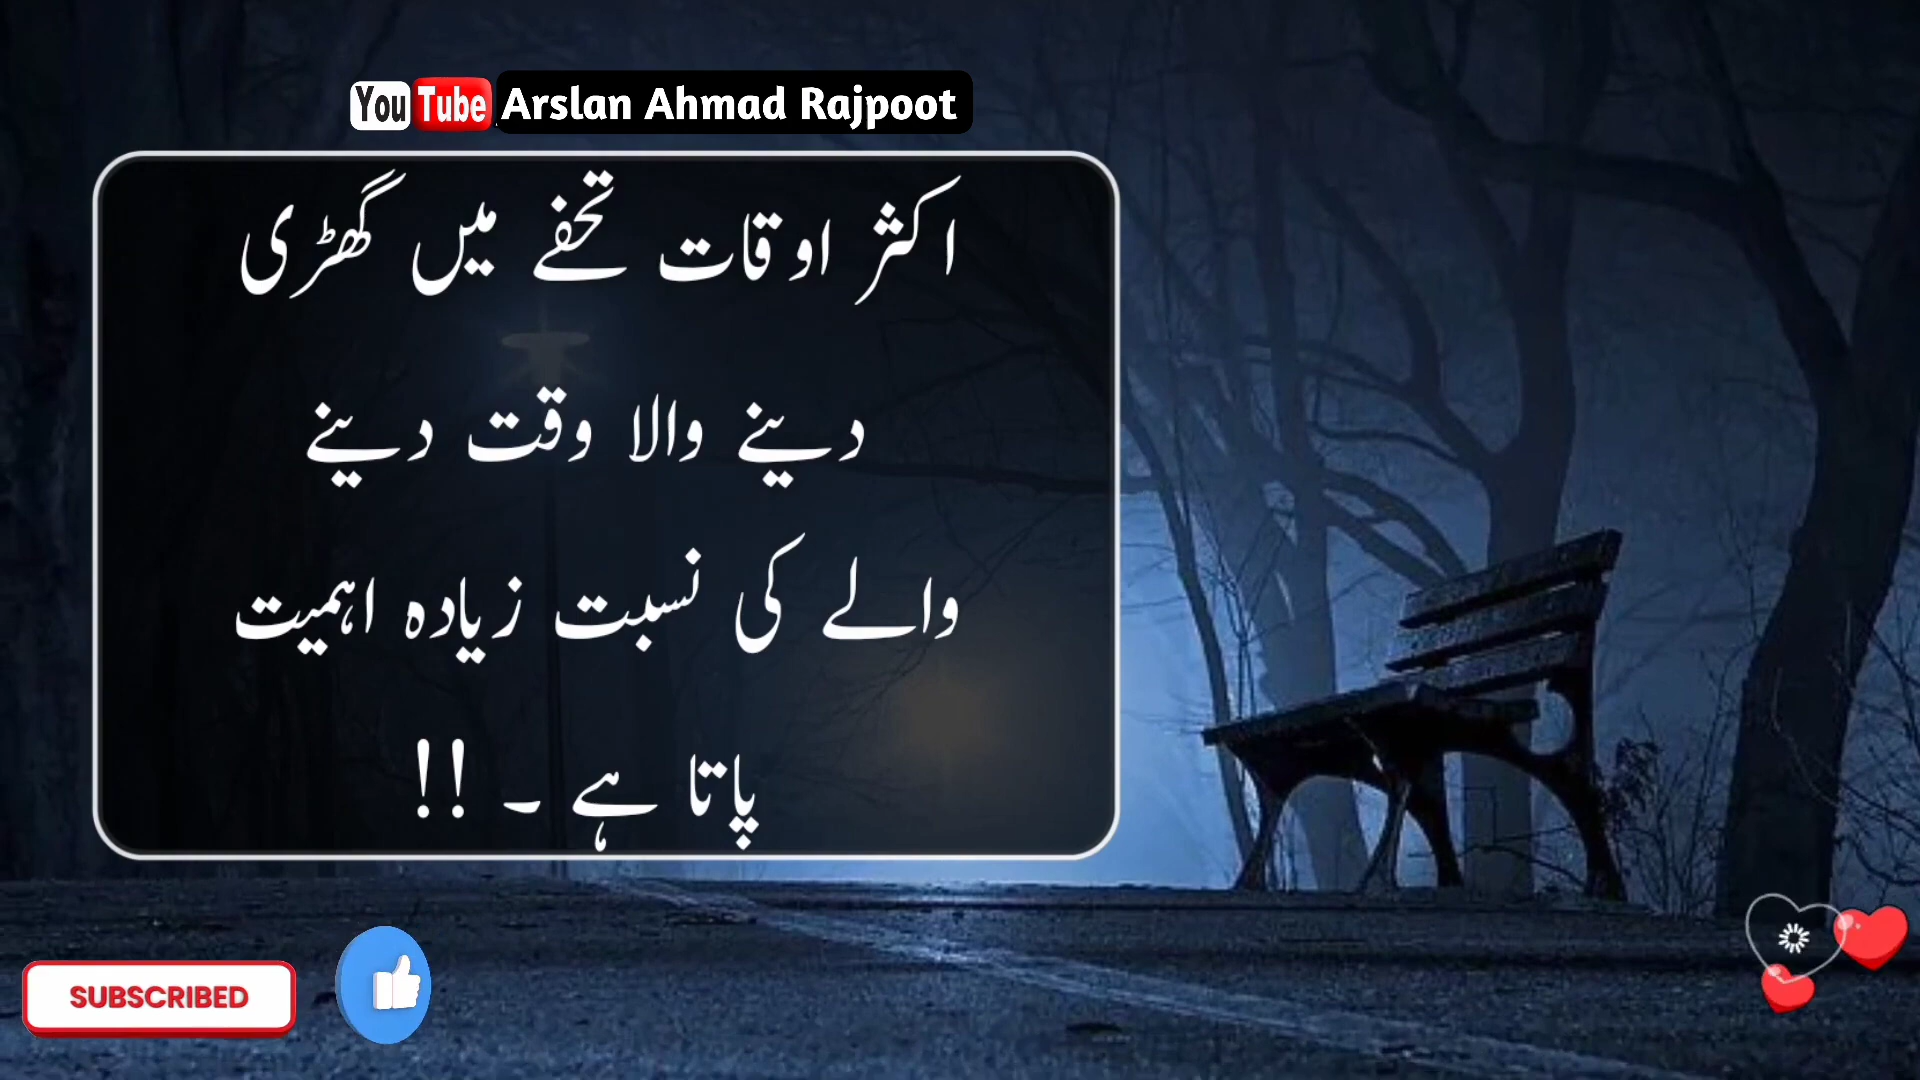 YouTube Arslan Ahmad Rajpoot
اکثر اوقات تحفے میں گھڑی
دینے والا وقت دینے
والے کی نسبت زیادہ اہمیت
پاتا ہے ۔ !!
SUBSCRIBED